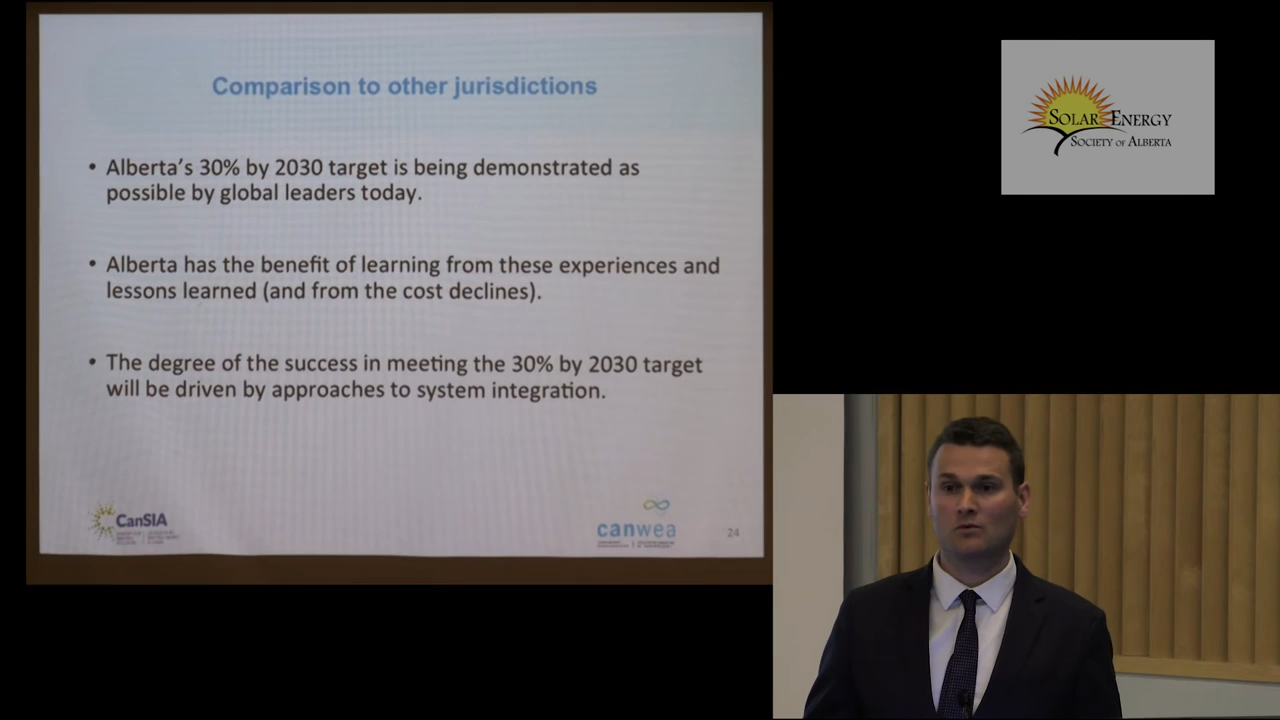 Comparison to other jurisdictions
• Alberta's 30% by 2030 target is being demonstrated as
possible by global leaders today.
• Alberta has the benefit of learning from these experiences and
lessons learned (and from the cost declines).
• The degree of the success in meeting the 30% by 2030 target
will be driven by approaches to system integration.
CanSIA
canwea
24
SOLAR ENERGY
SOCIETY OF ALBERTA